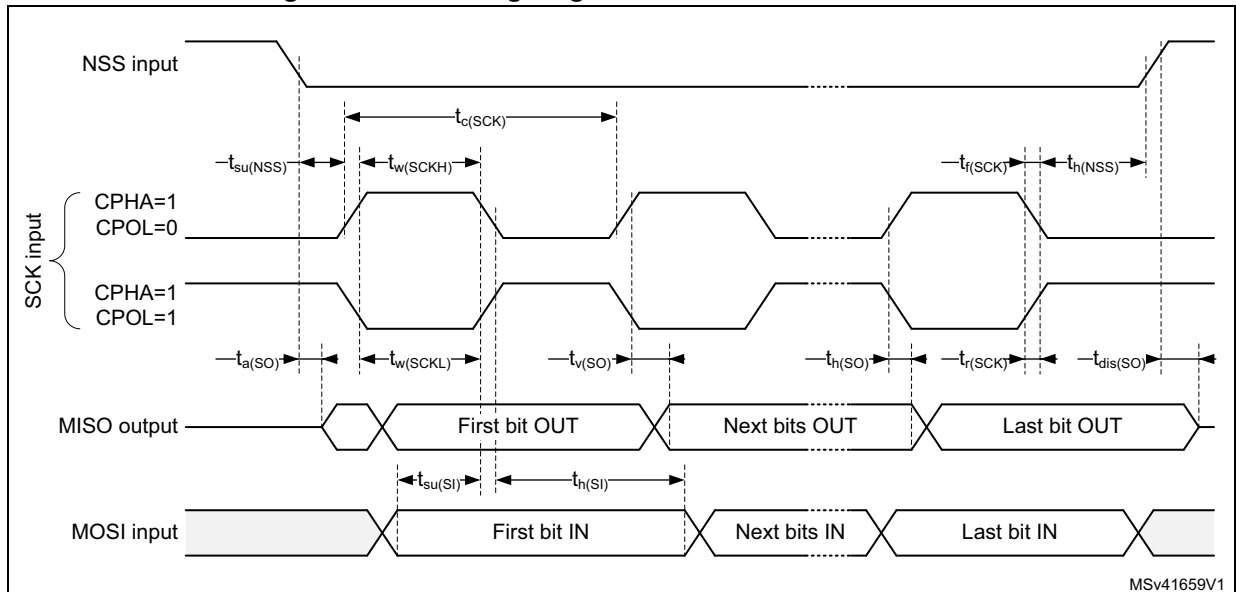 NSS input
tc(SCK)
tsu(NSS) tw(SCKH) tf(SCK) th(NSS)
SCK input
CPHA=1
CPOL=0
CPHA=1
CPOL=1
ta(SO) tw(SCKL) tv(SO) th(SO) tr(SCK) tdis(SO)
MISO output First bit OUT Next bits OUT Last bit OUT
tsu(SI) th(SI)
MOSI input First bit IN Next bits IN Last bit IN
MSv41659V1